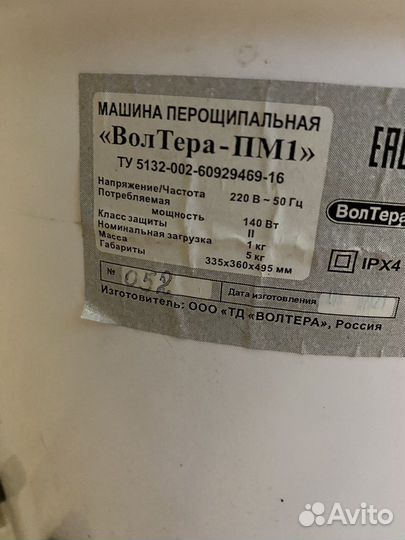 МАШИНА ПЕРОЩИПАЛЬНАЯ
«ВолТера-ПМ1»
ТУ 5132-002-60929469-16
Напряжение/Частота 220 В ~ 50 Гц
Потребляемая
мощность 140 Вт
Класс защиты II
Номинальная загрузка 1 кг
Масса 5 кг
Габариты 335х360х495 мм
ЕАС
ВолТера
IPX4
№ 052 Дата изготовления
Изготовитель: ООО «ТД «ВОЛТЕРА», Россия
Avito